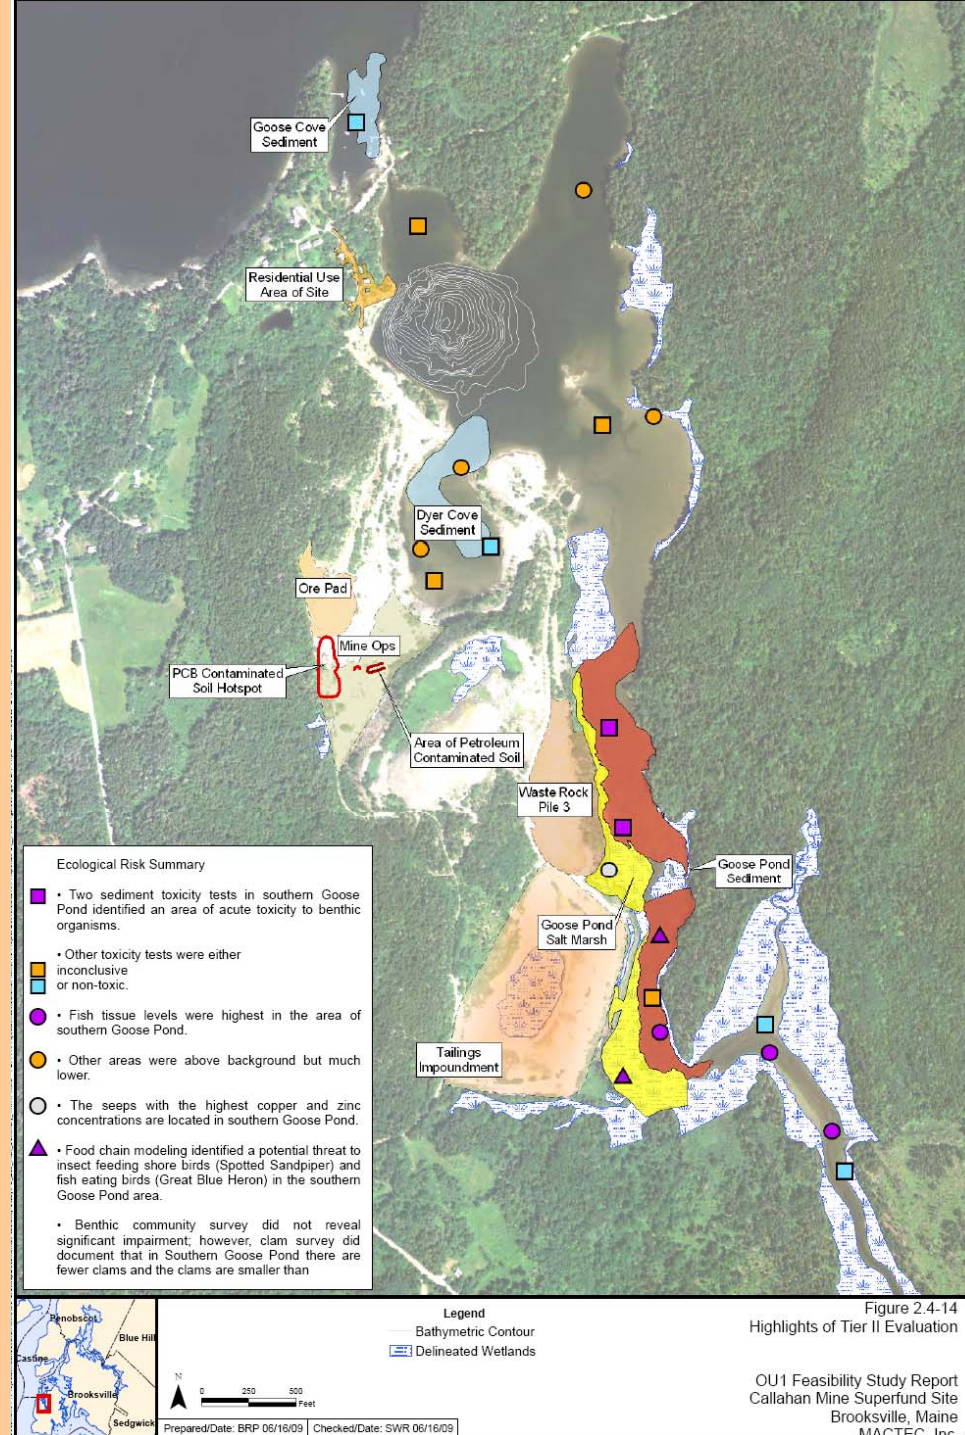 Goose Cove
Sediment
Residential Use
Area of Site
Dyer Cove
Sediment
Ore Pad
Mine Ops
PCB Contaminated
Soil Hotspot
Area of Petroleum
Contaminated Soil
Waste Rock
Pile 3
Goose Pond
Sediment
Goose Pond
Salt Marsh
Tailings
Impoundment
Ecological Risk Summary
• Two sediment toxicity tests in southern Goose
Pond identified an area of acute toxicity to benthic
organisms.
• Other toxicity tests were either
inconclusive
or non-toxic.
• Fish tissue levels were highest in the area of
southern Goose Pond.
• Other areas were above background but much
lower.
• The seeps with the highest copper and zinc
concentrations are located in southern Goose Pond.
• Food chain modeling identified a potential threat to
insect feeding shore birds (Spotted Sandpiper) and
fish eating birds (Great Blue Heron) in the southern
Goose Pond area.
• Benthic community survey did not reveal
significant impairment; however, clam survey did
document that in Southern Goose Pond there are
fewer clams and the clams are smaller than
Penobscot
Blue Hill
Castine
Brooksville
Sedgwick
N
0 250 500
Feet
Prepared/Date: BRP 06/16/09 Checked/Date: SWR 06/16/09
Legend
Bathymetric Contour
Delineated Wetlands
Figure 2.4-14
Highlights of Tier II Evaluation
OU1 Feasibility Study Report
Callahan Mine Superfund Site
Brooksville, Maine
MACTEC, Inc.